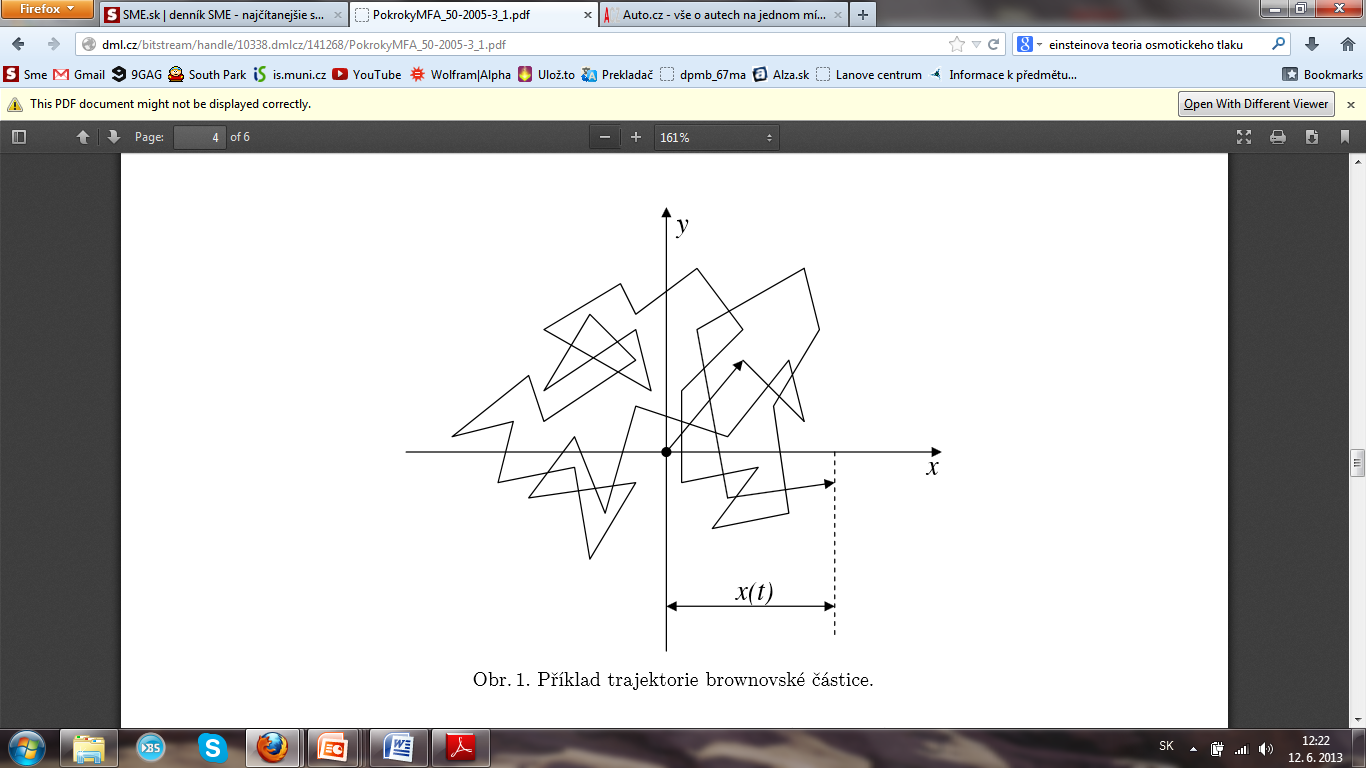 Firefox
SME.sk | denník SME - najčítanejšie s...
PokrokyMFA_50-2005-3_1.pdf
Auto.cz - vše o autech na jednom mí...
dml.cz/bitstream/handle/10338.dmlcz/141268/PokrokyMFA_50-2005-3_1.pdf
einsteinova teoria osmotickeho tlaku
Sme Gmail 9GAG South Park is.muni.cz YouTube Wolfram|Alpha Ulož.to Prekladač dpmb_67ma Alza.sk Lanove centrum Informace k předmětu... Bookmarks
This PDF document might not be displayed correctly.
Open With Different Viewer
Page: 4 of 6
161%
y
x
x(t)
Obr. 1. Příklad trajektorie brownovské částice.
BS
SK
12:22
12. 6. 2013